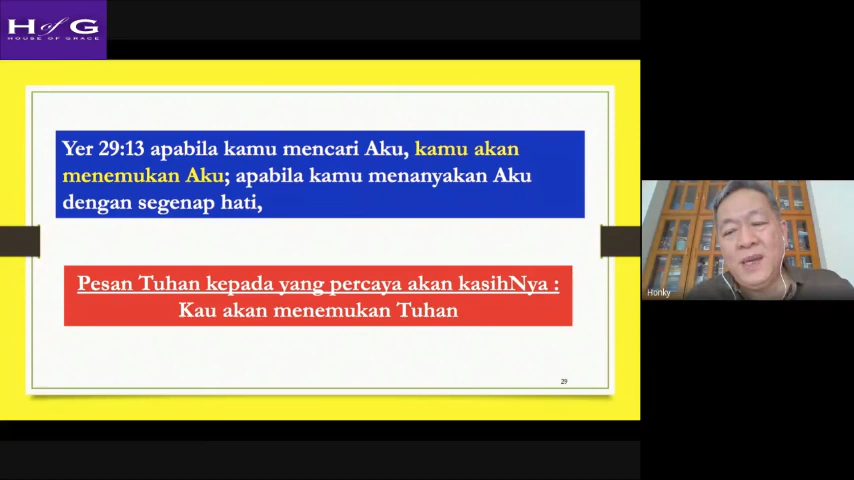 H of G
HOUSE OF GRACE
Yer 29:13 apabila kamu mencari Aku, kamu akan
menemukan Aku; apabila kamu menanyakan Aku
dengan segenap hati,
Pesan Tuhan kepada yang percaya akan kasihNya :
Kau akan menemukan Tuhan
29
Honky